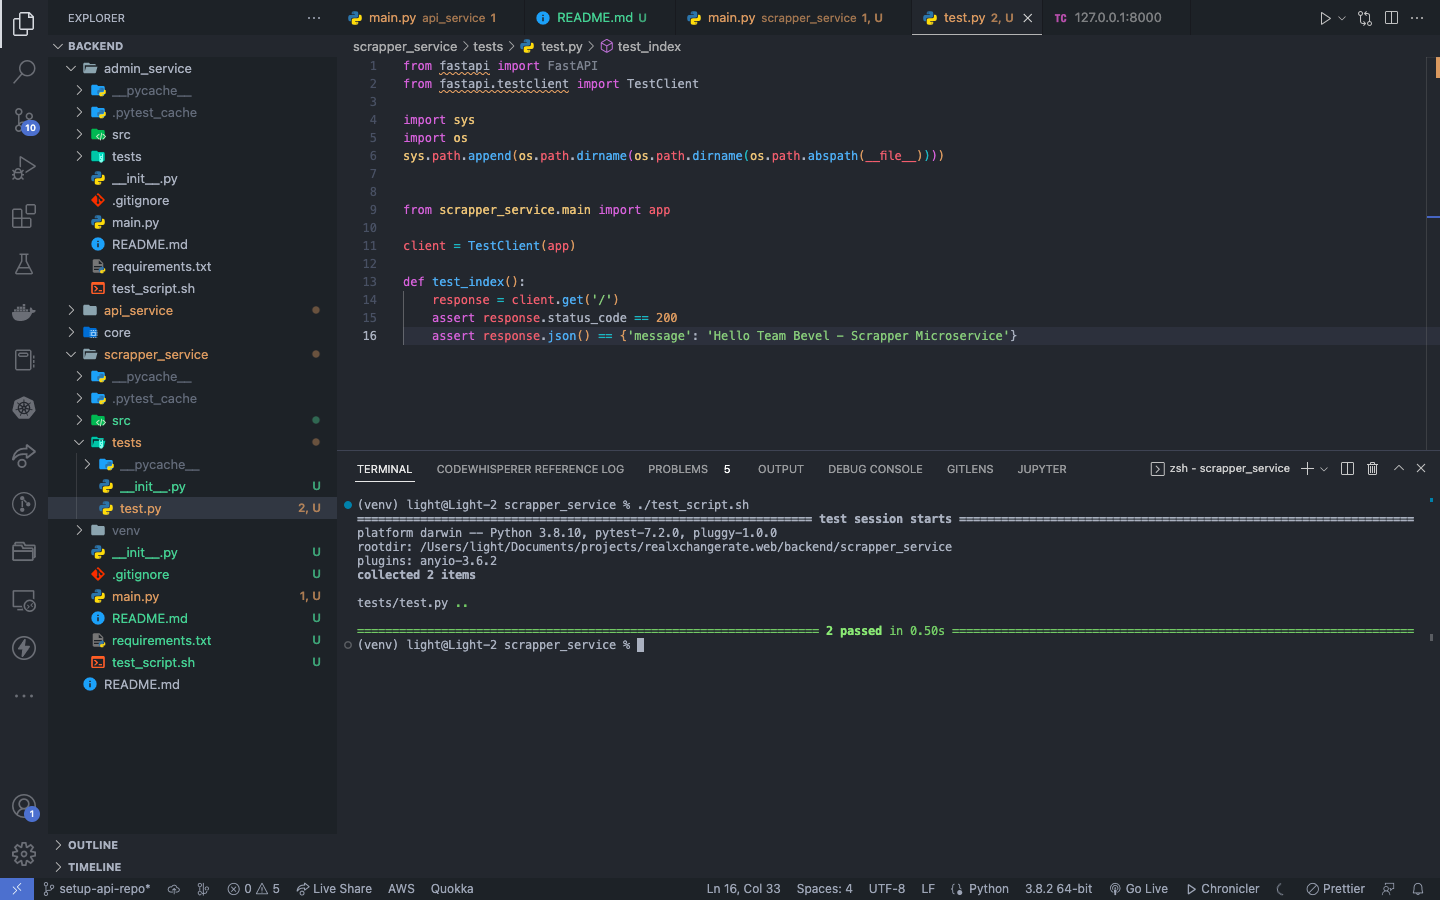 EXPLORER
BACKEND
admin_service
__pycache__
.pytest_cache
src
tests
__init__.py
.gitignore
main.py
README.md
requirements.txt
test_script.sh
api_service
core
scrapper_service
__pycache__
.pytest_cache
src
tests
__pycache__
__init__.py U
test.py 2, U
venv
__init__.py U
.gitignore U
main.py 1, U
README.md U
requirements.txt U
test_script.sh U
README.md
OUTLINE
TIMELINE
10
1
main.py api_service 1
README.md U
main.py scrapper_service 1, U
test.py 2, U
TC 127.0.0.1:8000
scrapper_service > tests > test.py > test_index
1 from fastapi import FastAPI
2 from fastapi.testclient import TestClient
3
4 import sys
5 import os
6 sys.path.append(os.path.dirname(os.path.dirname(os.path.abspath(__file__))))
7
8
9 from scrapper_service.main import app
10
11 client = TestClient(app)
12
13 def test_index():
14 response = client.get('/')
15 assert response.status_code == 200
16 assert response.json() == {'message': 'Hello Team Bevel - Scrapper Microservice'}
TERMINAL CODEWHISPERER REFERENCE LOG PROBLEMS 5 OUTPUT DEBUG CONSOLE GITLENS JUPYTER
zsh - scrapper_service
(venv) light@Light-2 scrapper_service % ./test_script.sh
test session starts
platform darwin -- Python 3.8.10, pytest-7.2.0, pluggy-1.0.0
rootdir: /Users/light/Documents/projects/realxchangerate.web/backend/scrapper_service
plugins: anyio-3.6.2
collected 2 items
tests/test.py ..
2 passed in 0.50s
(venv) light@Light-2 scrapper_service %
setup-api-repo* 0 5 Live Share AWS Quokka Ln 16, Col 33 Spaces: 4 UTF-8 LF Python 3.8.2 64-bit Go Live Chronicler Prettier